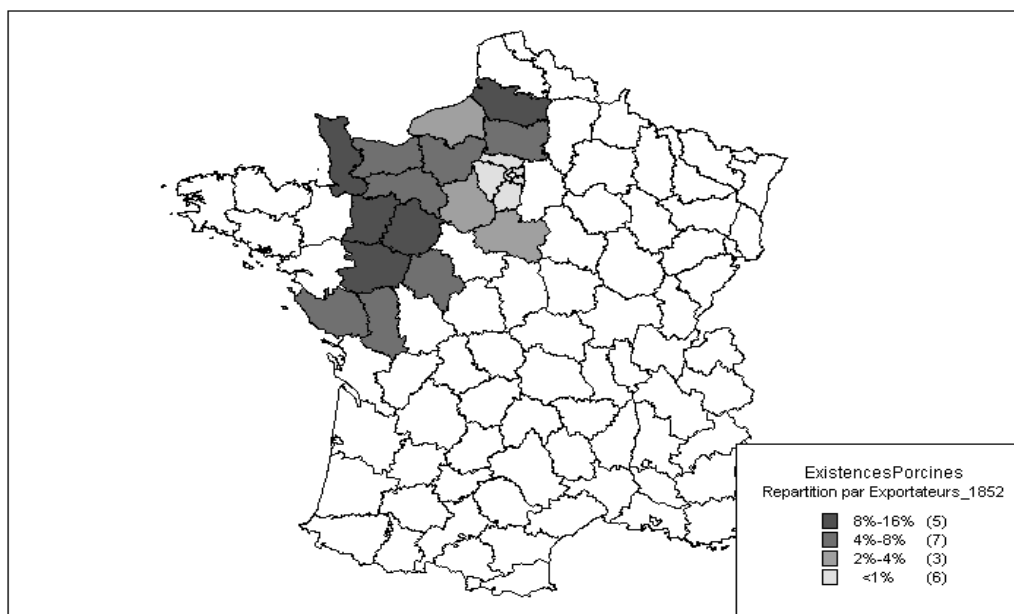 ExistencesPorcines
Repartition par Exportateurs_1852
8%-16% (5)
4%-8% (7)
2%-4% (3)
<1% (6)